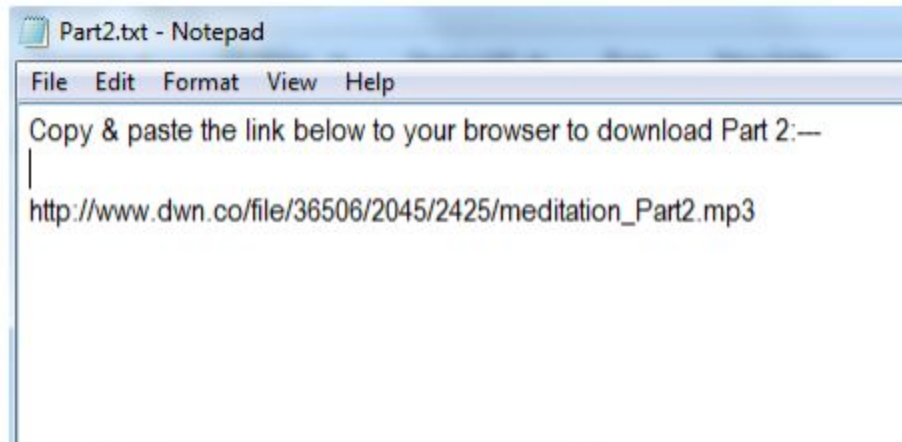 Part2.txt - Notepad
File Edit Format View Help
Copy & paste the link below to your browser to download Part 2:---
http://www.dwn.co/file/36506/2045/2425/meditation_Part2.mp3